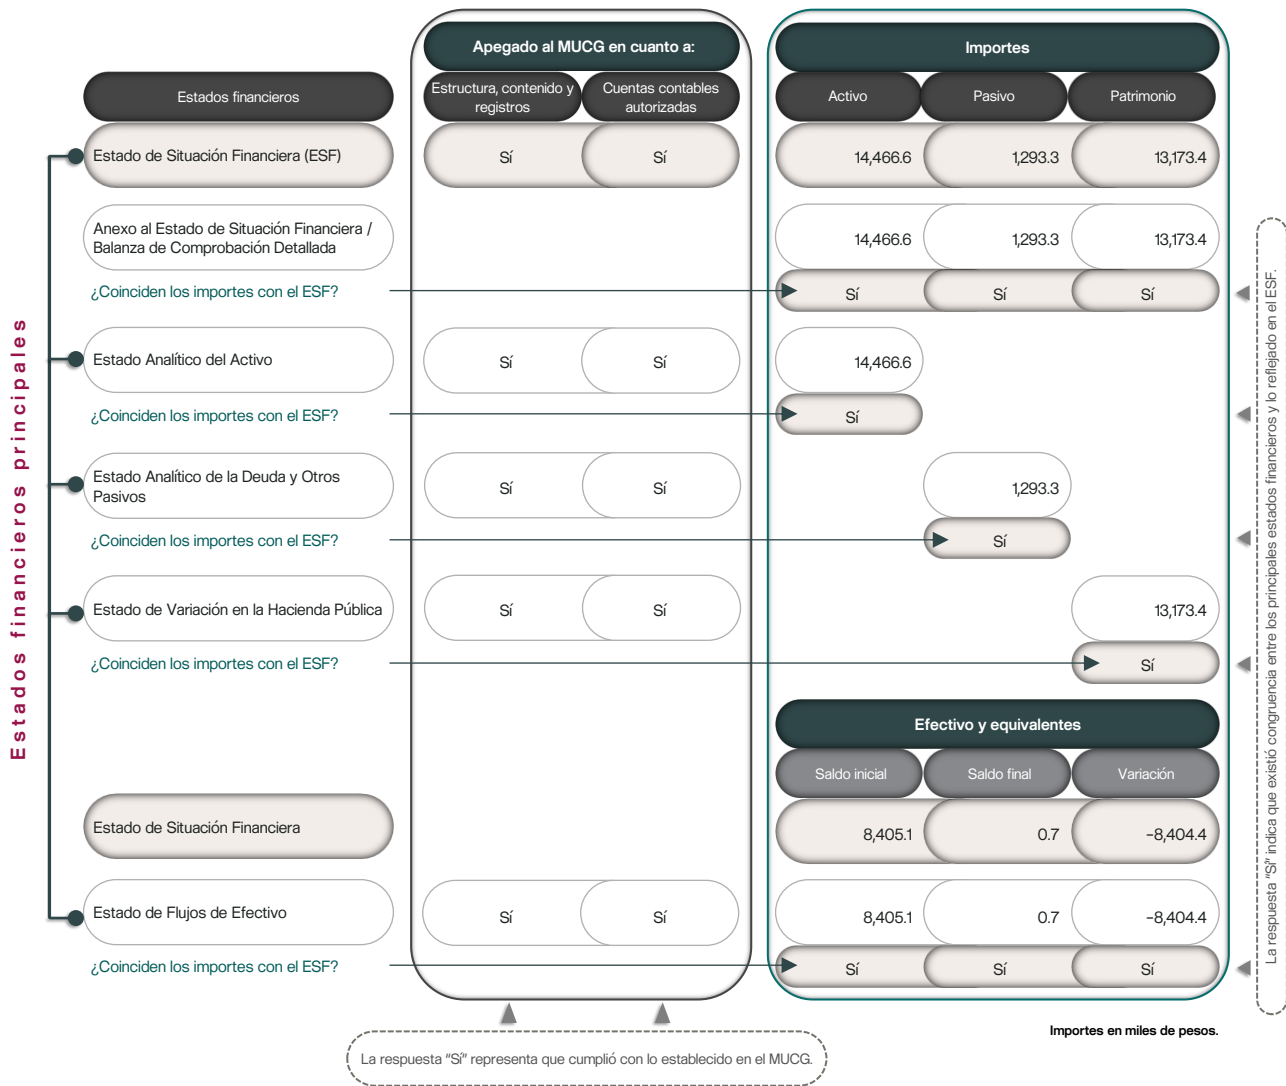 Apegado al MUCG en cuanto a:
Importes
Estados financieros
Estructura, contenido y
registros
Cuentas contables
autorizadas
Activo
Pasivo
Patrimonio
Estados financieros principales
Estado de Situación Financiera (ESF)
Sí
Sí
14,466.6
1,293.3
13,173.4
Anexo al Estado de Situación Financiera /
Balanza de Comprobación Detallada
14,466.6
1,293.3
13,173.4
¿Coinciden los importes con el ESF?
Sí
Sí
Sí
Estado Analítico del Activo
Sí
Sí
14,466.6
¿Coinciden los importes con el ESF?
Sí
Estado Analítico de la Deuda y Otros
Pasivos
Sí
Sí
1,293.3
¿Coinciden los importes con el ESF?
Sí
Estado de Variación en la Hacienda Pública
Sí
Sí
13,173.4
¿Coinciden los importes con el ESF?
Sí
Efectivo y equivalentes
Saldo inicial
Saldo final
Variación
Estado de Situación Financiera
8,405.1
0.7
-8,404.4
Estado de Flujos de Efectivo
Sí
Sí
8,405.1
0.7
-8,404.4
¿Coinciden los importes con el ESF?
Sí
Sí
Sí
La respuesta "Sí" indica que existió congruencia entre los principales estados financieros y lo reflejado en el ESF.
Importes en miles de pesos.
La respuesta "Sí" representa que cumplió con lo establecido en el MUCG.